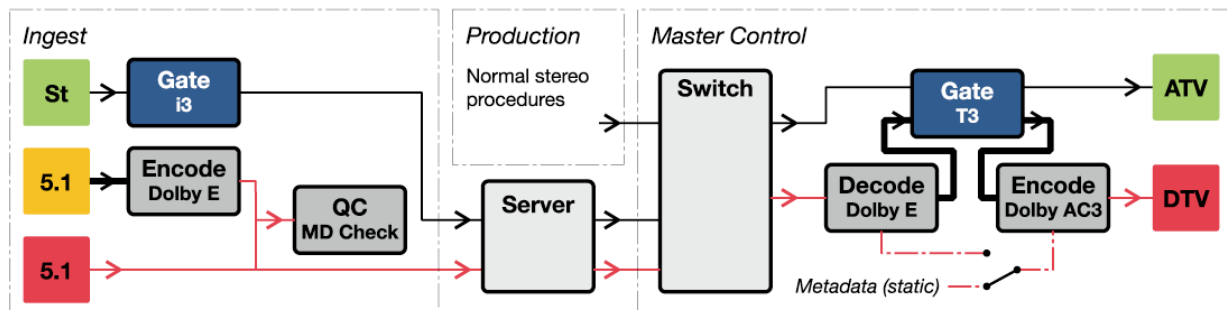 Ingest
St
Gate
i3
5.1
Encode
Dolby E
QC
MD Check
5.1
Production
Normal stereo
procedures
Server
Master Control
Switch
Gate
T3
ATV
Decode
Dolby E
Encode
Dolby AC3
DTV
Metadata (static)